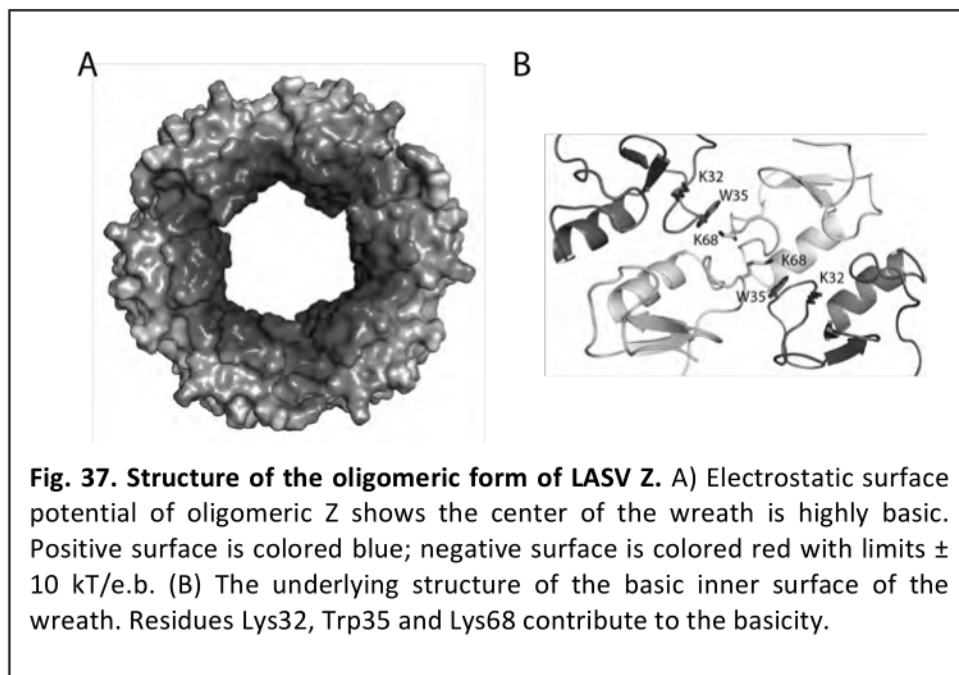 A
B
K32
W35
K68
K68
W35
K32
Fig. 37. Structure of the oligomeric form of LASV Z. A) Electrostatic surface
potential of oligomeric Z shows the center of the wreath is highly basic.
Positive surface is colored blue; negative surface is colored red with limits ±
10 kT/e.b. (B) The underlying structure of the basic inner surface of the
wreath. Residues Lys32, Trp35 and Lys68 contribute to the basicity.